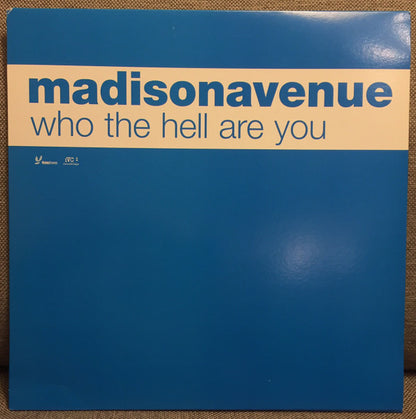 madisonavenue
who the hell are you